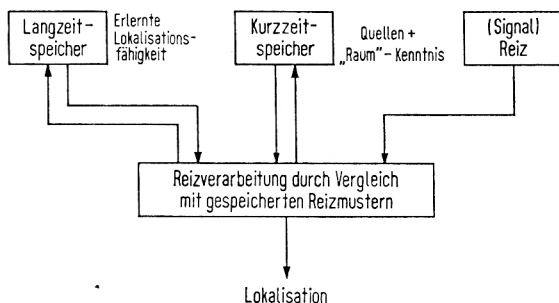 Langzeit-
speicher
Erlernte
Lokalisations-
fähigkeit
Kurzzeit-
speicher
Quellen +
„Raum”-Kenntnis
(Signal)
Reiz
Reizverarbeitung durch Vergleich
mit gespeicherten Reizmustern
Lokalisation